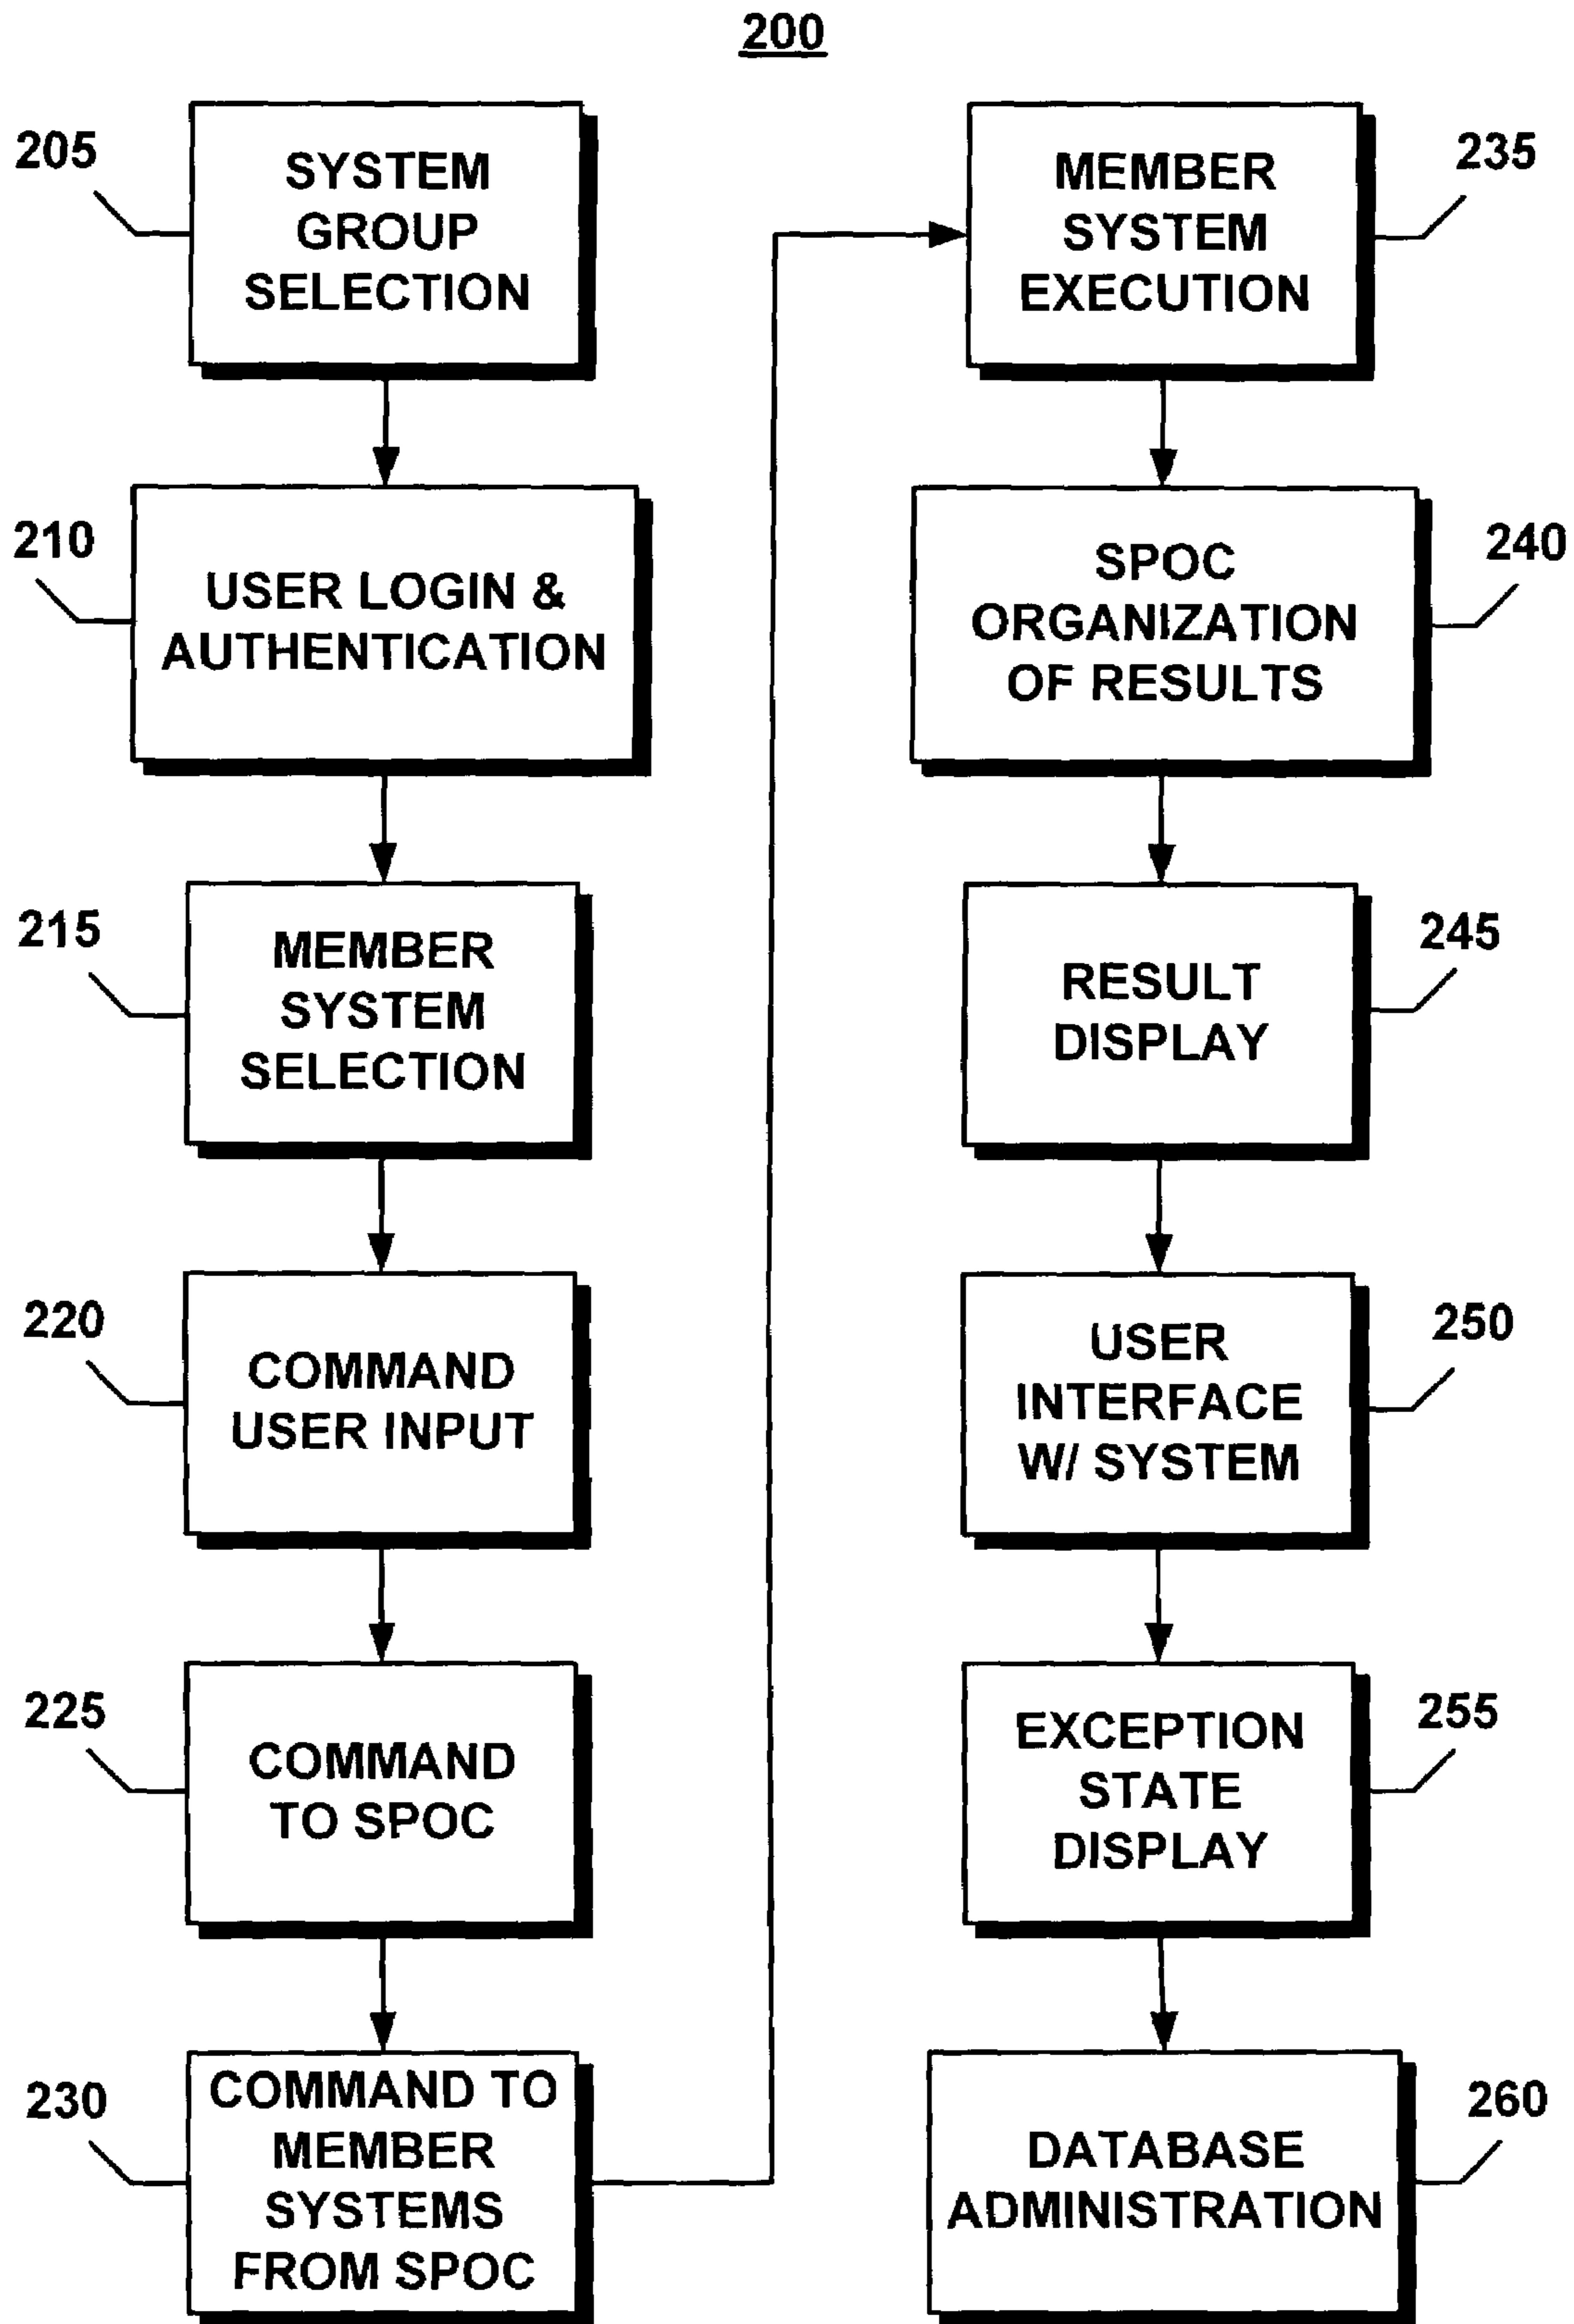 200
205
SYSTEM
GROUP
SELECTION
210
USER LOGIN &
AUTHENTICATION
215
MEMBER
SYSTEM
SELECTION
220
COMMAND
USER INPUT
225
COMMAND
TO SPOC
230
COMMAND TO
MEMBER
SYSTEMS
FROM SPOC
235
MEMBER
SYSTEM
EXECUTION
240
SPOC
ORGANIZATION
OF RESULTS
245
RESULT
DISPLAY
250
USER
INTERFACE
W/ SYSTEM
255
EXCEPTION
STATE
DISPLAY
260
DATABASE
ADMINISTRATION